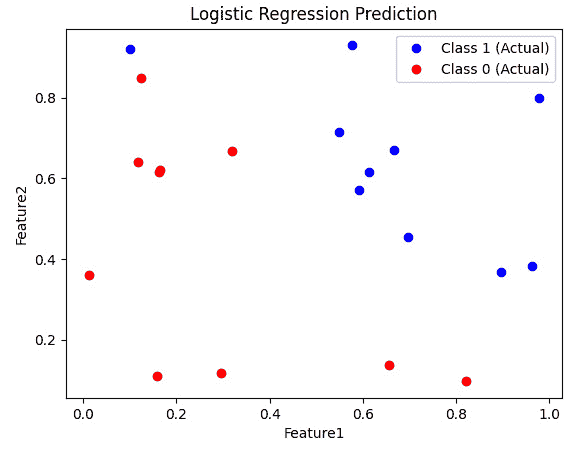 Logistic Regression Prediction
Class 1 (Actual)
Class 0 (Actual)
0.8
0.6
0.4
0.2
Feature2
0.0 0.2 0.4 0.6 0.8 1.0
Feature1